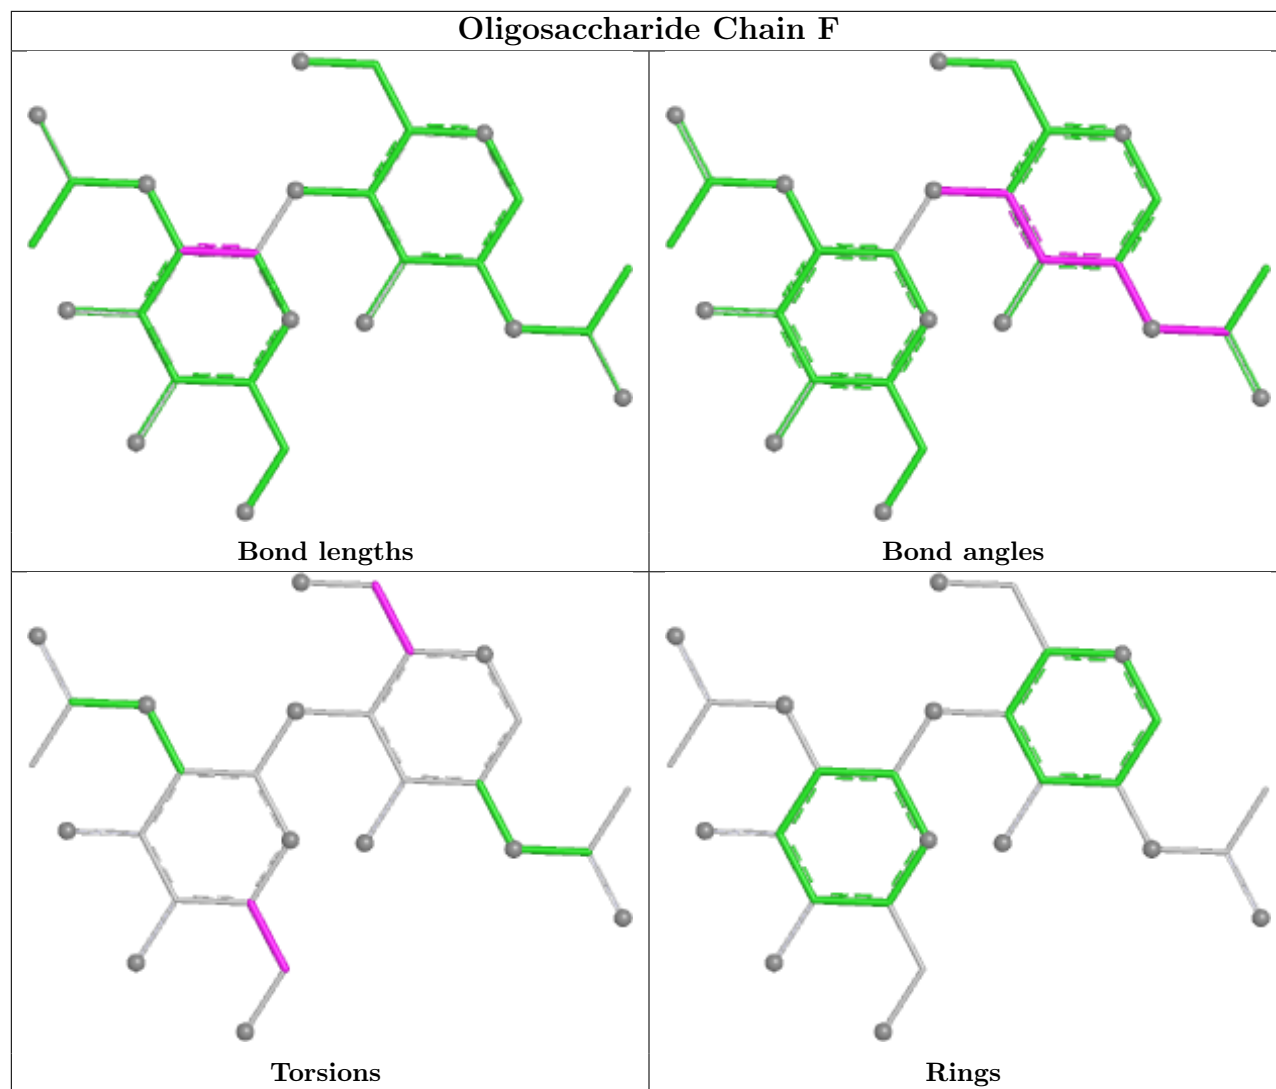 Oligosaccharide Chain F
Bond lengths
Bond angles
Torsions
Rings